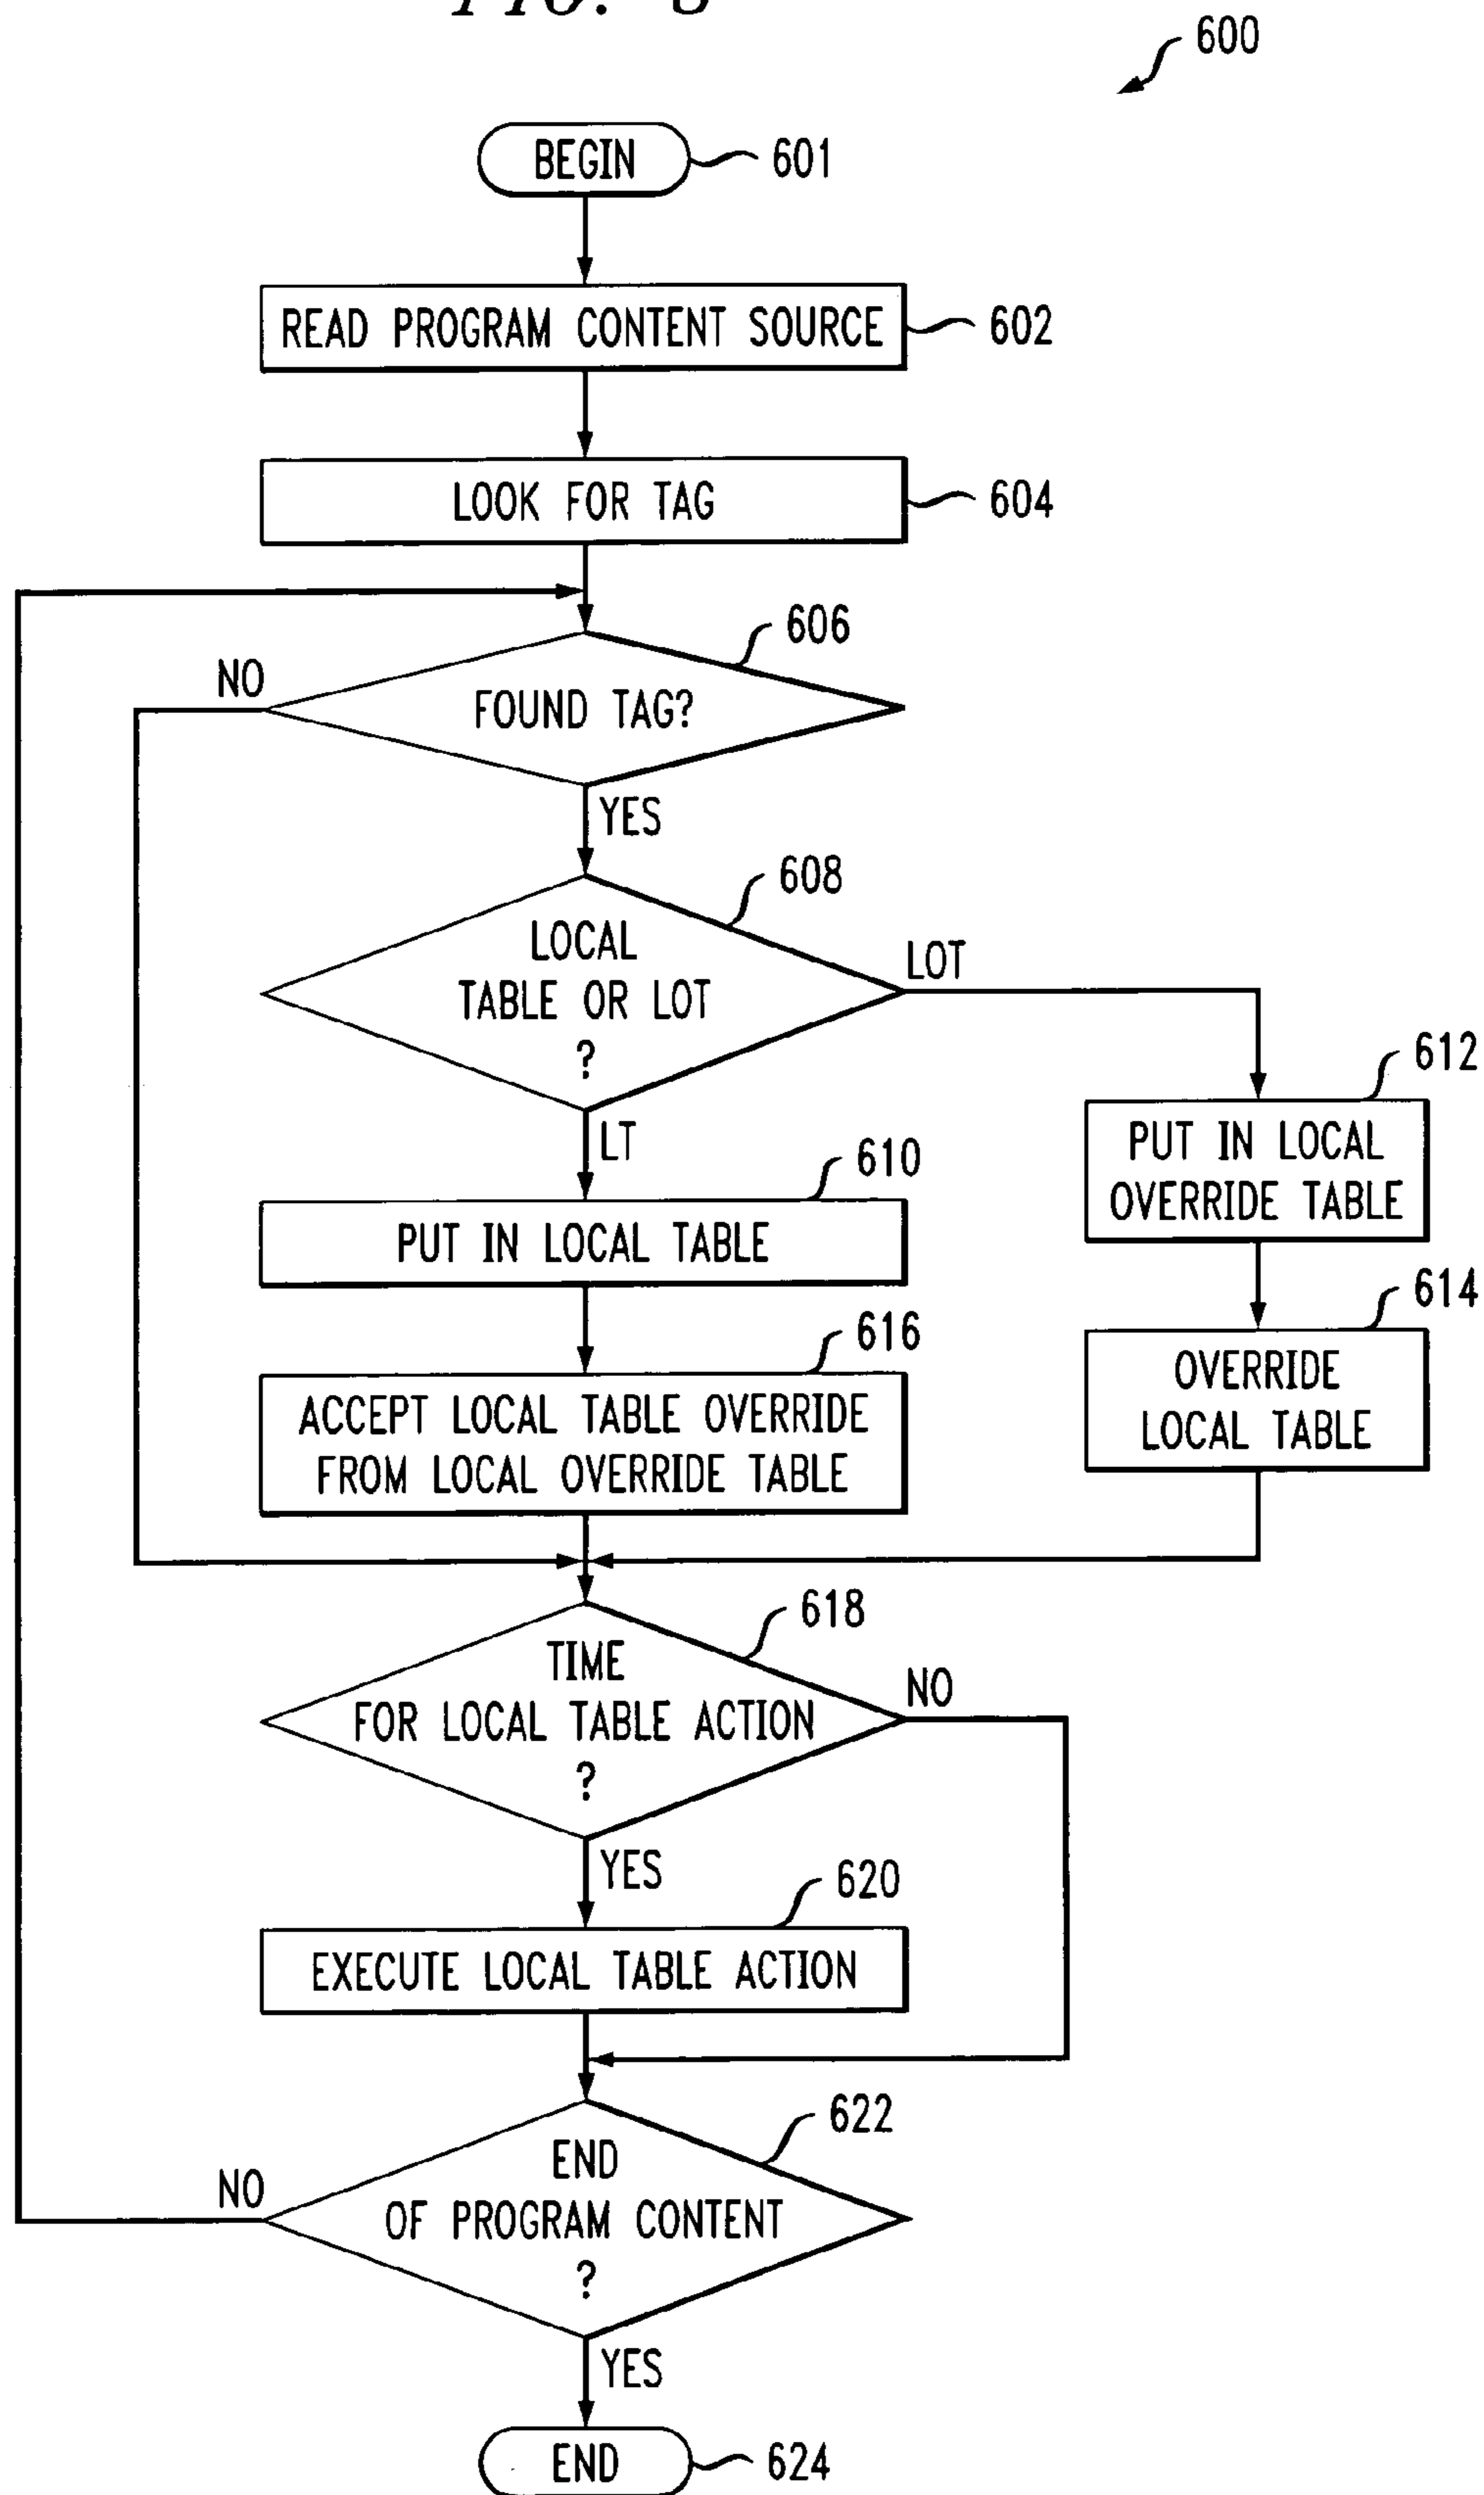 600
BEGIN
601
READ PROGRAM CONTENT SOURCE
602
LOOK FOR TAG
604
606
NO
FOUND TAG?
YES
608
LOCAL
TABLE OR LOT
?
LOT
612
LT
PUT IN LOCAL
OVERRIDE TABLE
610
PUT IN LOCAL TABLE
614
616
OVERRIDE
LOCAL TABLE
ACCEPT LOCAL TABLE OVERRIDE
FROM LOCAL OVERRIDE TABLE
618
TIME
FOR LOCAL TABLE ACTION
?
NO
YES
620
EXECUTE LOCAL TABLE ACTION
622
NO
END
OF PROGRAM CONTENT
?
YES
END
624